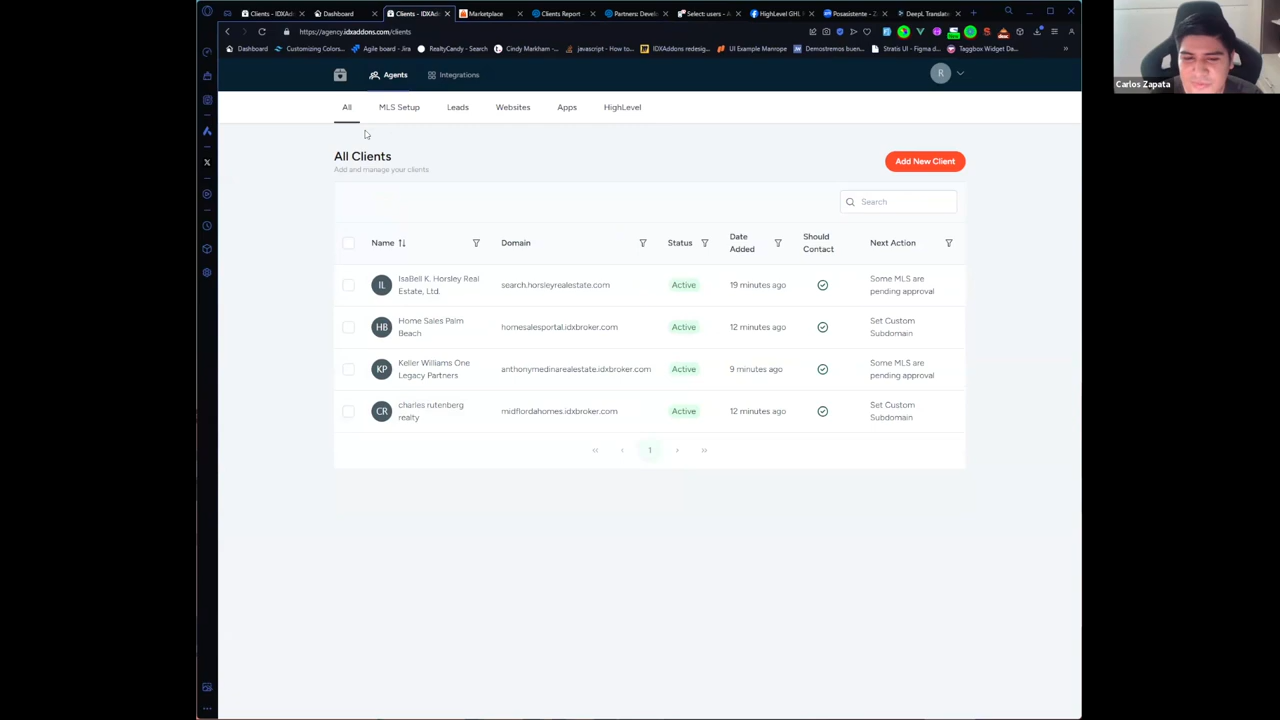 Clients - IDXAd
Dashboard
Clients - IDXAd
Marketplace
Clients Report -
Partners: Develo
Select: users - A
HighLevel GHL M
Posasistente - Z
DeepL Translate
https://agency.idxaddons.com/clients
Dashboard
Customizing Colors...
Agile board - Jira
RealtyCandy - Search
Cindy Markham -...
javascript - How to...
IDXAddons redesig...
UI Example Manrope
Demostremos buen...
Stratis UI - Figma d...
Taggbox Widget Da...
Agents
Integrations
R
All
MLS Setup
Leads
Websites
Apps
HighLevel
All Clients
Add and manage your clients
Add New Client
Search
Name
Domain
Status
Date
Added
Should
Contact
Next Action
IL
IsaBell K. Horsley Real
Estate, Ltd.
search.horsleyrealestate.com
Active
19 minutes ago
Some MLS are
pending approval
HB
Home Sales Palm
Beach
homesalesportal.idxbroker.com
Active
12 minutes ago
Set Custom
Subdomain
KP
Keller Williams One
Legacy Partners
anthonymedinarealestate.idxbroker.com
Active
9 minutes ago
Some MLS are
pending approval
CR
charles rutenberg
realty
midflordahomes.idxbroker.com
Active
12 minutes ago
Set Custom
Subdomain
1
Carlos Zapata